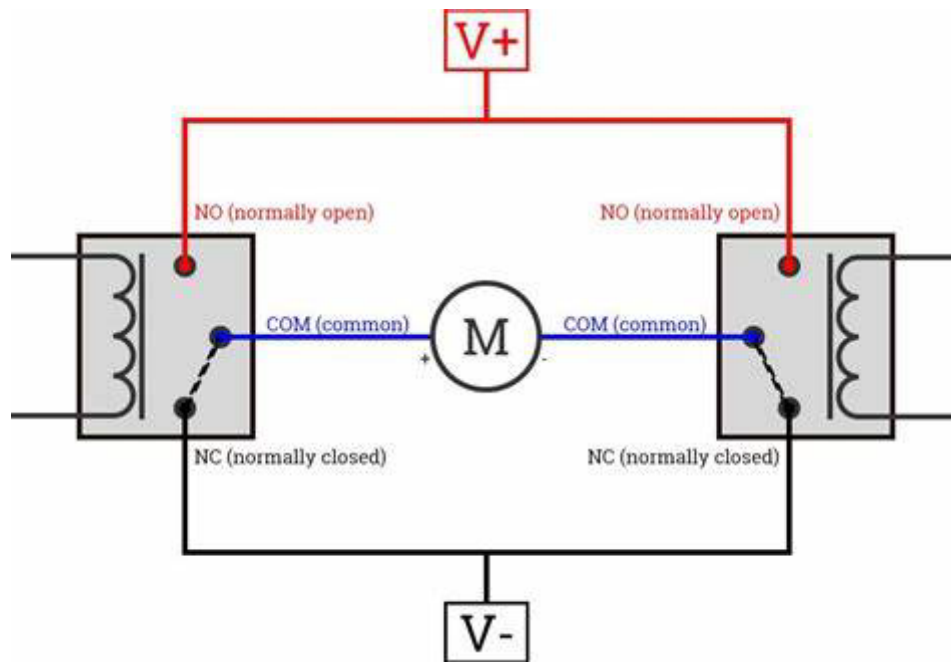 V+
NO (normally open)
NO (normally open)
COM (common)
M
COM (common)
+
-
NC (normally closed)
NC (normally closed)
V-